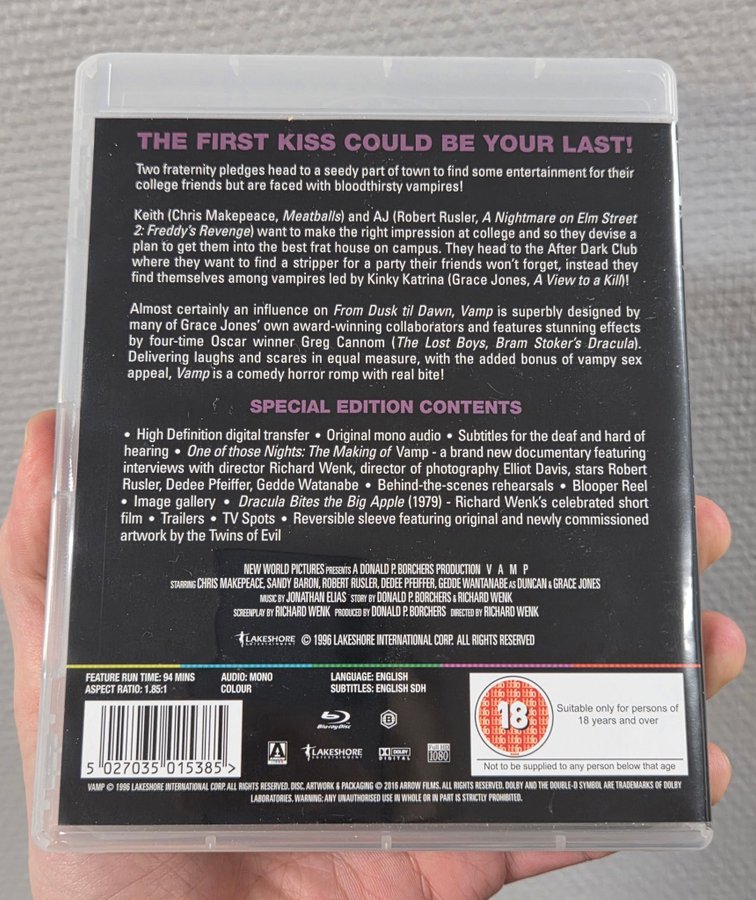 THE FIRST KISS COULD BE YOUR LAST!
Two fraternity pledges head to a seedy part of town to find some entertainment for their
college friends but are faced with bloodthirsty vampires!
Keith (Chris Makepeace, Meatballs) and AJ (Robert Rusler, A Nightmare on Elm Street
2: Freddy's Revenge) want to make the right impression at college and so they devise a
plan to get them into the best frat house on campus. They head to the After Dark Club
where they want to find a stripper for a party their friends won't forget, instead they
find themselves among vampires led by Kinky Katrina (Grace Jones, A View to a Kill)!
Almost certainly an influence on From Dusk til Dawn, Vamp is superbly designed by
many of Grace Jones' own award-winning collaborators and features stunning effects
by four-time Oscar winner Greg Cannom (The Lost Boys, Bram Stoker's Dracula).
Delivering laughs and scares in equal measure, with the added bonus of vampy sex
appeal, Vamp is a comedy horror romp with real bite!
SPECIAL EDITION CONTENTS
• High Definition digital transfer • Original mono audio • Subtitles for the deaf and hard of
hearing • One of those Nights: The Making of Vamp - a brand new documentary featuring
interviews with director Richard Wenk, director of photography Elliot Davis, stars Robert
Rusler, Dedee Pfeiffer, Gedde Watanabe • Behind-the-scenes rehearsals • Blooper Reel
• Image gallery • Dracula Bites the Big Apple (1979) - Richard Wenk's celebrated short
film • Trailers • TV Spots • Reversible sleeve featuring original and newly commissioned
artwork by the Twins of Evil
NEW WORLD PICTURES PRESENTS A DONALD P. BORCHERS PRODUCTION V A M P
STARRING CHRIS MAKEPEACE, SANDY BARON, ROBERT RUSLER, DEDEE PFEIFFER, GEDDE WANTANABE AS DUNCAN & GRACE JONES
MUSIC BY JONATHAN ELIAS STORY BY DONALD P. BORCHERS & RICHARD WENK
SCREENPLAY BY RICHARD WENK PRODUCED BY DONALD P. BORCHERS DIRECTED BY RICHARD WENK
LAKESHORE ENTERTAINMENT © 1996 LAKESHORE INTERNATIONAL CORP. ALL RIGHTS RESERVED
FEATURE RUN TIME: 94 MINS AUDIO: MONO LANGUAGE: ENGLISH
ASPECT RATIO: 1.85:1 COLOUR SUBTITLES: ENGLISH SDH
Blu-ray Disc B
18
Suitable only for persons of
18 years and over
Not to be supplied to any person below that age
ARROW LAKESHORE ENTERTAINMENT DOLBY DIGITAL Full HD 1080
5 027035 015385 >
VAMP © 1996 LAKESHORE INTERNATIONAL CORP. ALL RIGHTS RESERVED. DISC, ARTWORK & PACKAGING © 2016 ARROW FILMS. ALL RIGHTS RESERVED. DOLBY AND THE DOUBLE-D SYMBOL ARE TRADEMARKS OF DOLBY
LABORATORIES. WARNING: ANY UNAUTHORISED USE IN WHOLE OR IN PART IS STRICTLY PROHIBITED.